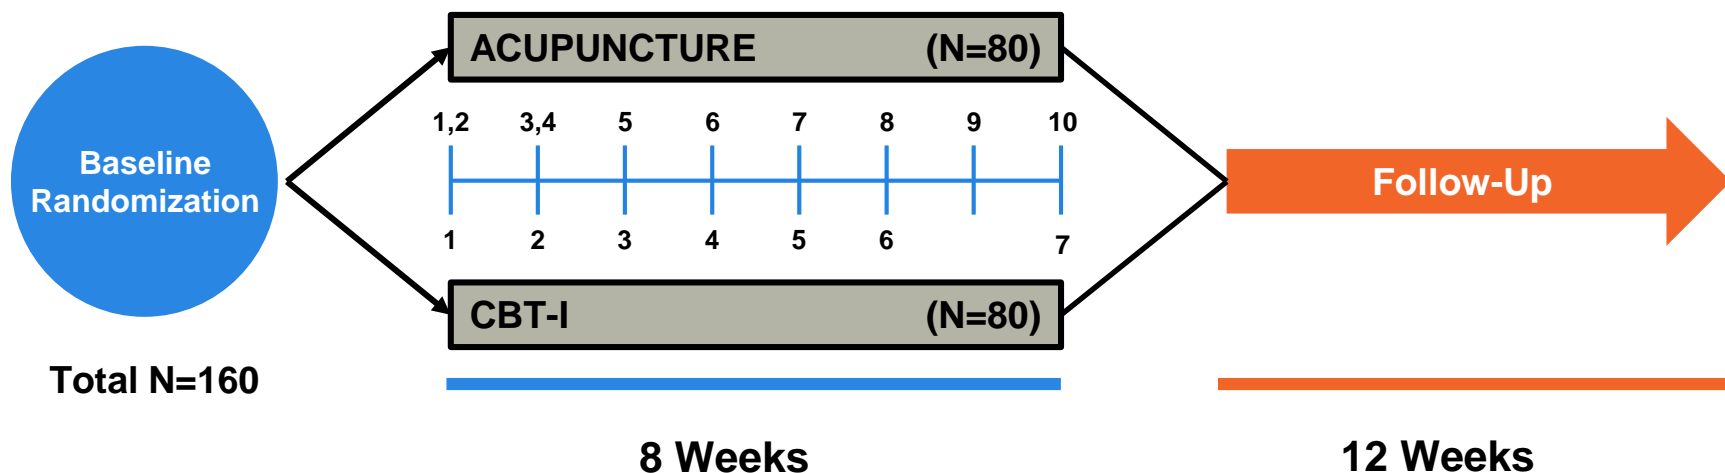 ACUPUNCTURE (N=80)
1,2 3,4 5 6 7 8 9 10
Baseline
Randomization
Follow-Up
1 2 3 4 5 6 7
CBT-I (N=80)
Total N=160
8 Weeks
12 Weeks